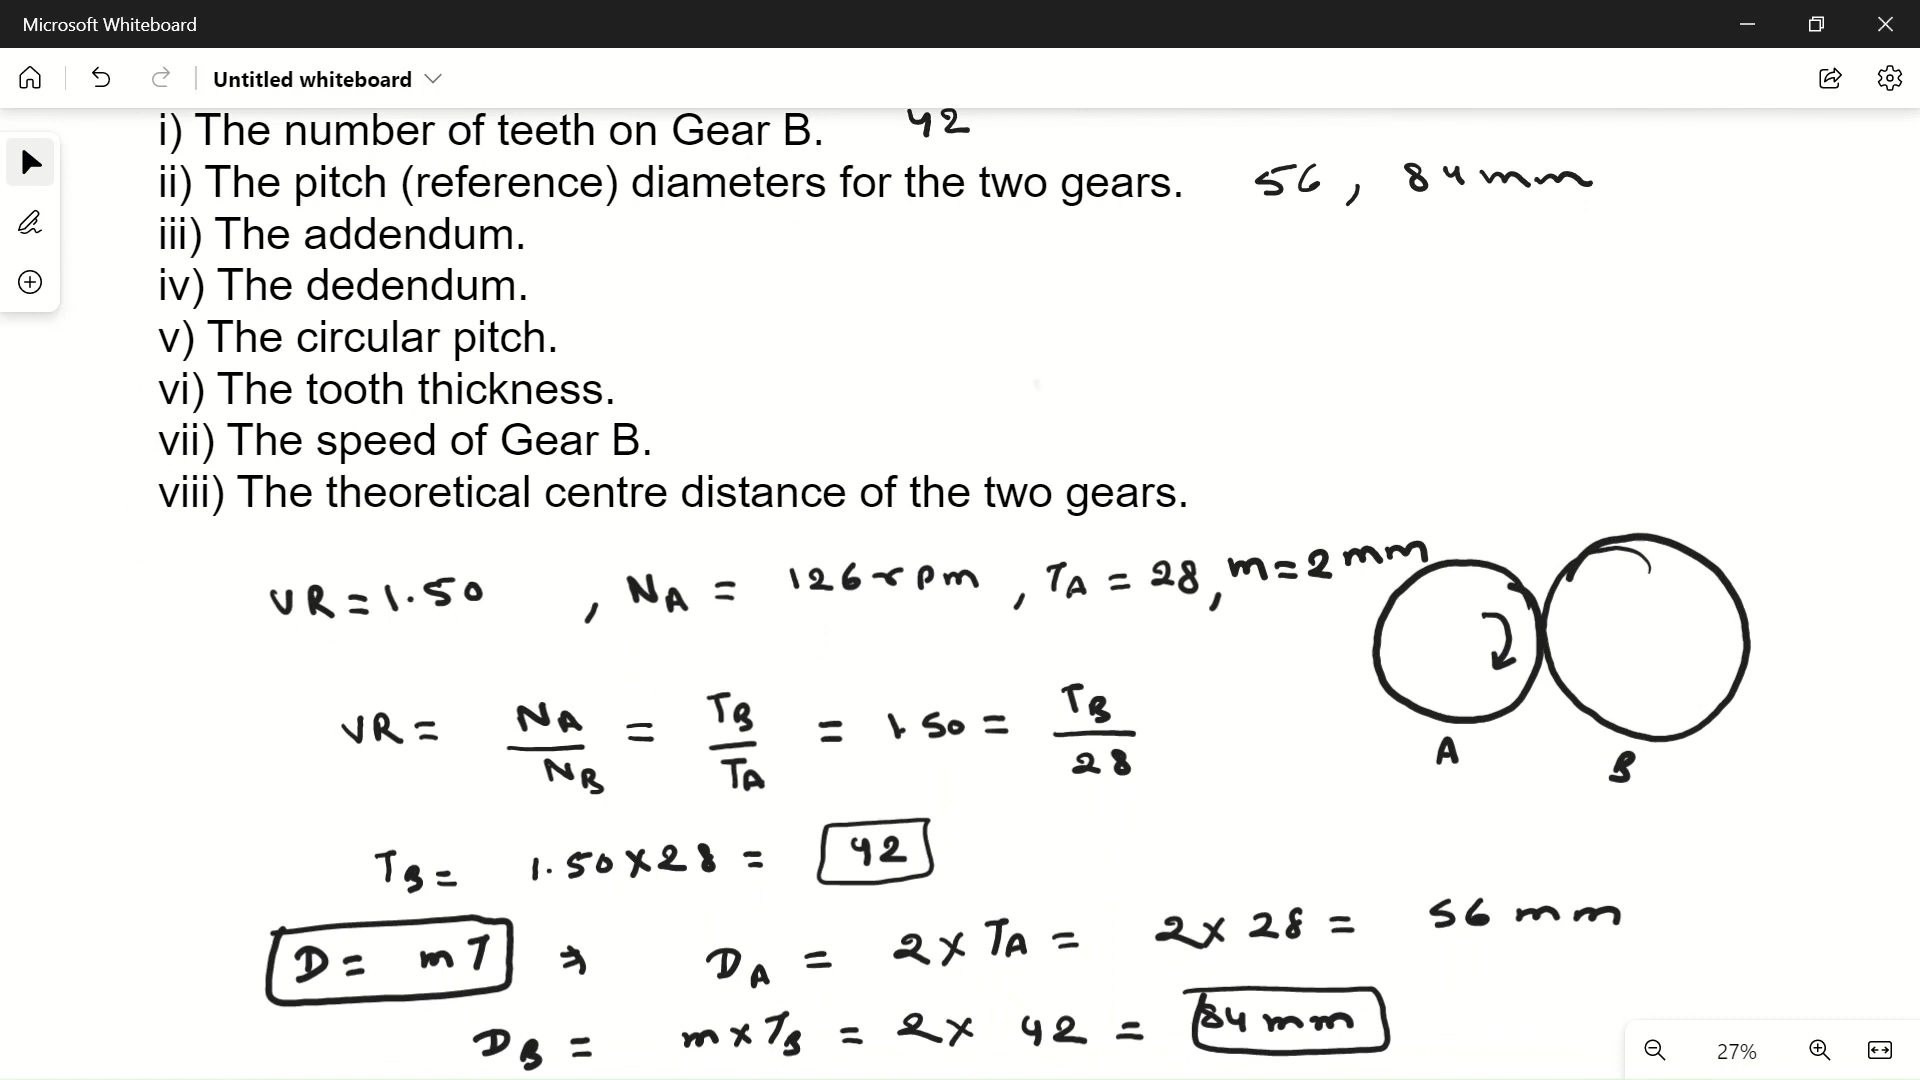 Microsoft Whiteboard
Untitled whiteboard
i) The number of teeth on Gear B. 42
ii) The pitch (reference) diameters for the two gears. 56, 84 mm
iii) The addendum.
iv) The dedendum.
v) The circular pitch.
vi) The tooth thickness.
vii) The speed of Gear B.
viii) The theoretical centre distance of the two gears.
VR = 1.50 , NA = 126 rpm , TA = 28, m = 2 mm
VR = NA/NB = TB/TA = 1.50 = TB/28
A B
TB = 1.50 × 28 = 42
D = mT ⇒ DA = 2 × TA = 2 × 28 = 56 mm
DB = m × TB = 2 × 42 = 84 mm
27%